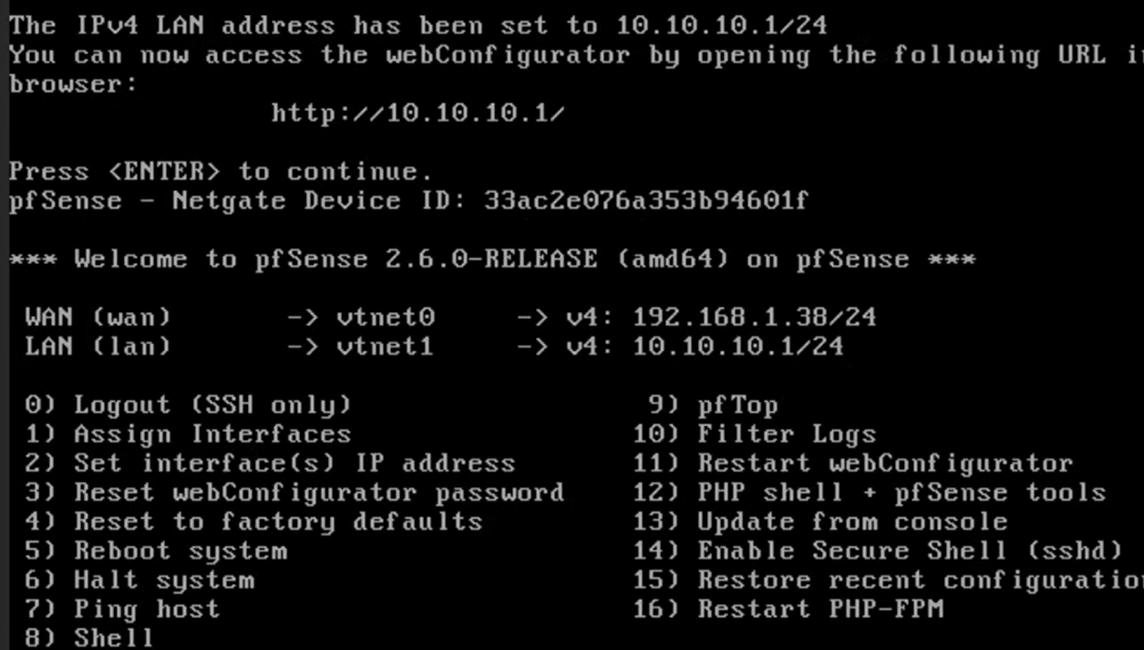 The IPv4 LAN address has been set to 10.10.10.1/24
You can now access the webConfigurator by opening the following URL
browser:
http://10.10.10.1/
Press <ENTER> to continue.
pfSense - Netgate Device ID: 33ac2e076a353b94601f
*** Welcome to pfSense 2.6.0-RELEASE (amd64) on pfSense ***
WAN (wan) -> vtnet0 -> v4: 192.168.1.38/24
LAN (lan) -> vtnet1 -> v4: 10.10.10.1/24
0) Logout (SSH only) 9) pfTop
1) Assign Interfaces 10) Filter Logs
2) Set interface(s) IP address 11) Restart webConfigurator
3) Reset webConfigurator password 12) PHP shell + pfSense tools
4) Reset to factory defaults 13) Update from console
5) Reboot system 14) Enable Secure Shell (sshd)
6) Halt system 15) Restore recent
7) Ping host 16) Restart PHP-FPM
8) Shell